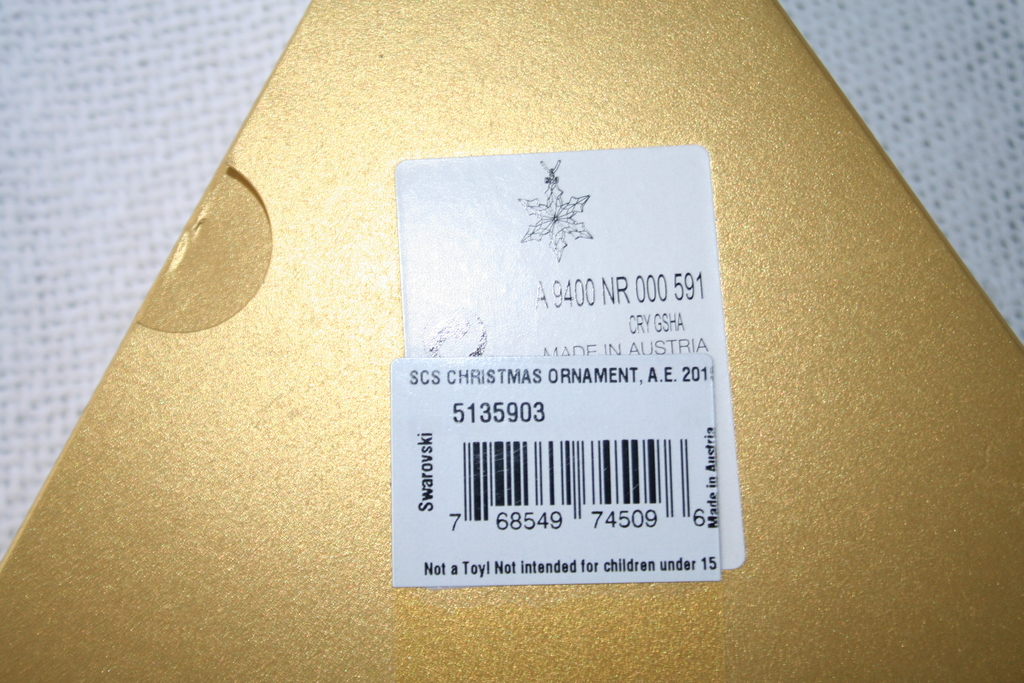 A 9400 NR 000 591
CRY GSHA
MADE IN AUSTRIA
SCS CHRISTMAS ORNAMENT, A.E. 2015
5135903
Swarovski
Made in Austria
7 68549 74509 6
Not a Toy! Not intended for children under 15